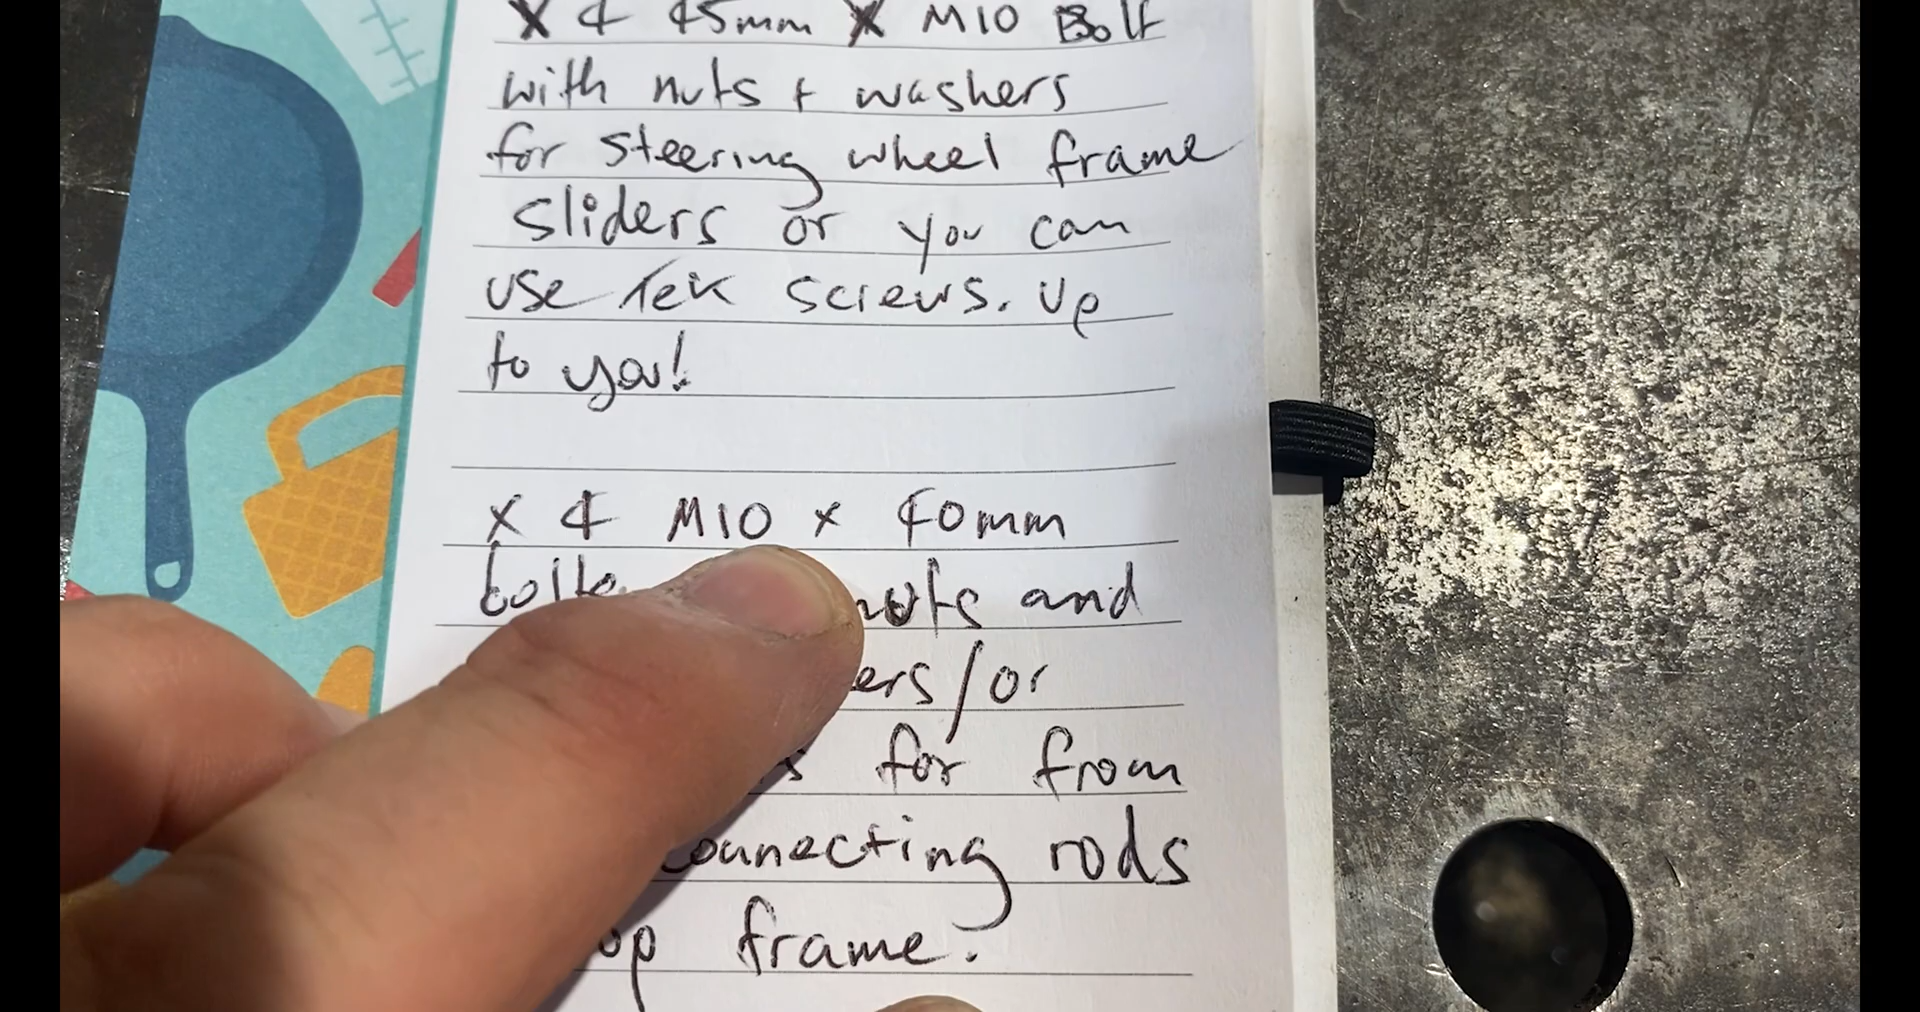 X 4 45mm X M10 Bolt
with nuts + washers
for steering wheel frame
sliders or you can
use Tek screws. Up
to you!
X 4 M10 x 40mm
bolts nuts and
/or
for from
connecting rods
frame.